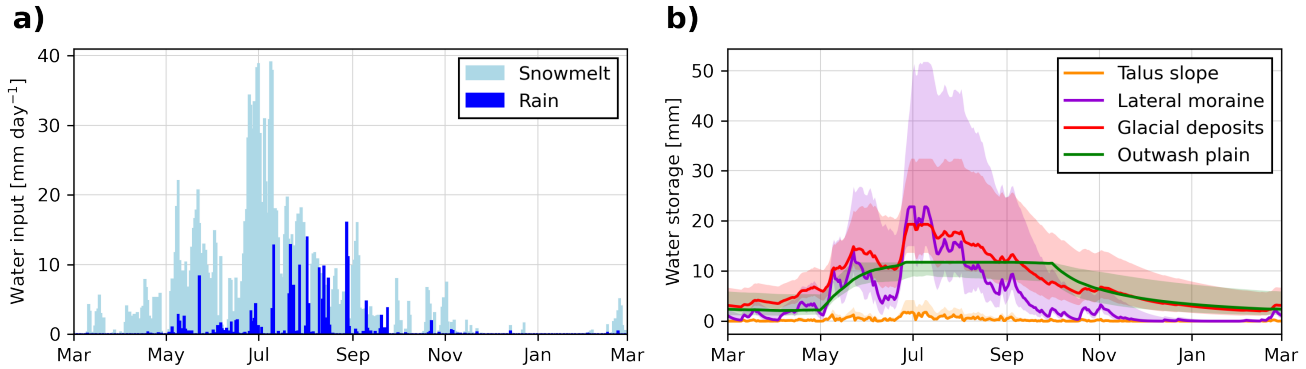 a)
Water input [mm day⁻¹]
40
30
20
10
0
Mar May Jul Sep Nov Jan Mar
Snowmelt
Rain
b)
Water storage [mm]
50
40
30
20
10
0
Mar May Jul Sep Nov Jan Mar
Talus slope
Lateral moraine
Glacial deposits
Outwash plain